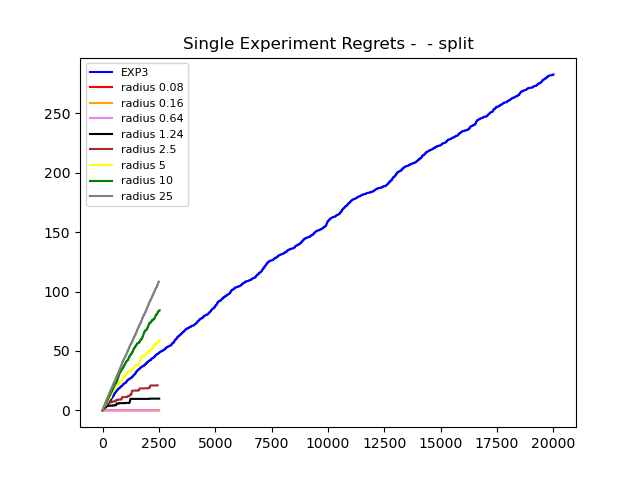 Single Experiment Regrets -  - split
EXP3
radius 0.08
radius 0.16
radius 0.64
radius 1.24
radius 2.5
radius 5
radius 10
radius 25
250
200
150
100
50
0
0 2500 5000 7500 10000 12500 15000 17500 20000